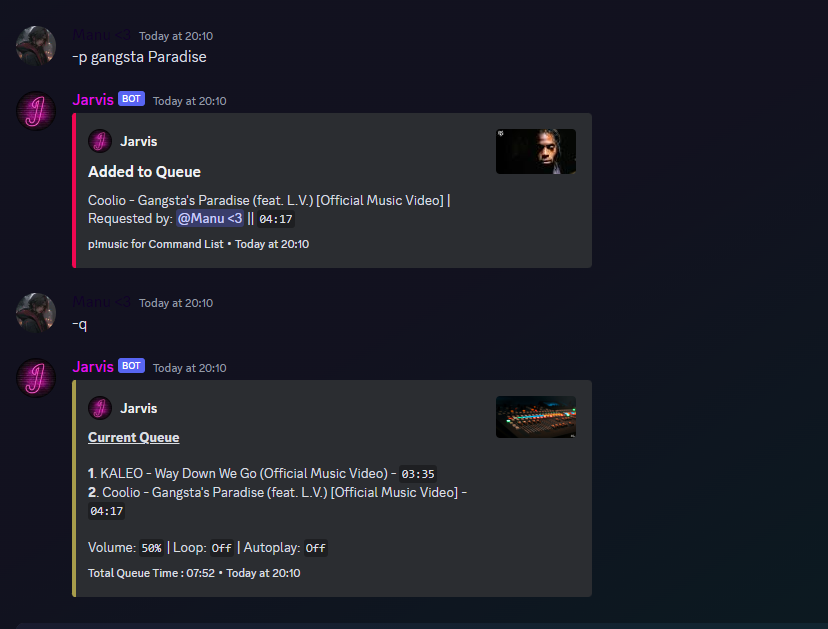 Manu <3 Today at 20:10
-p gangsta Paradise
Jarvis BOT Today at 20:10
Jarvis
Added to Queue
Coolio - Gangsta's Paradise (feat. L.V.) [Official Music Video] |
Requested by: @Manu <3 || 04:17
p!music for Command List • Today at 20:10
Manu <3 Today at 20:10
-q
Jarvis BOT Today at 20:10
Jarvis
Current Queue
1. KALEO - Way Down We Go (Official Music Video) - 03:35
2. Coolio - Gangsta's Paradise (feat. L.V.) [Official Music Video] -
04:17
Volume: 50% | Loop: Off | Autoplay: Off
Total Queue Time : 07:52 • Today at 20:10